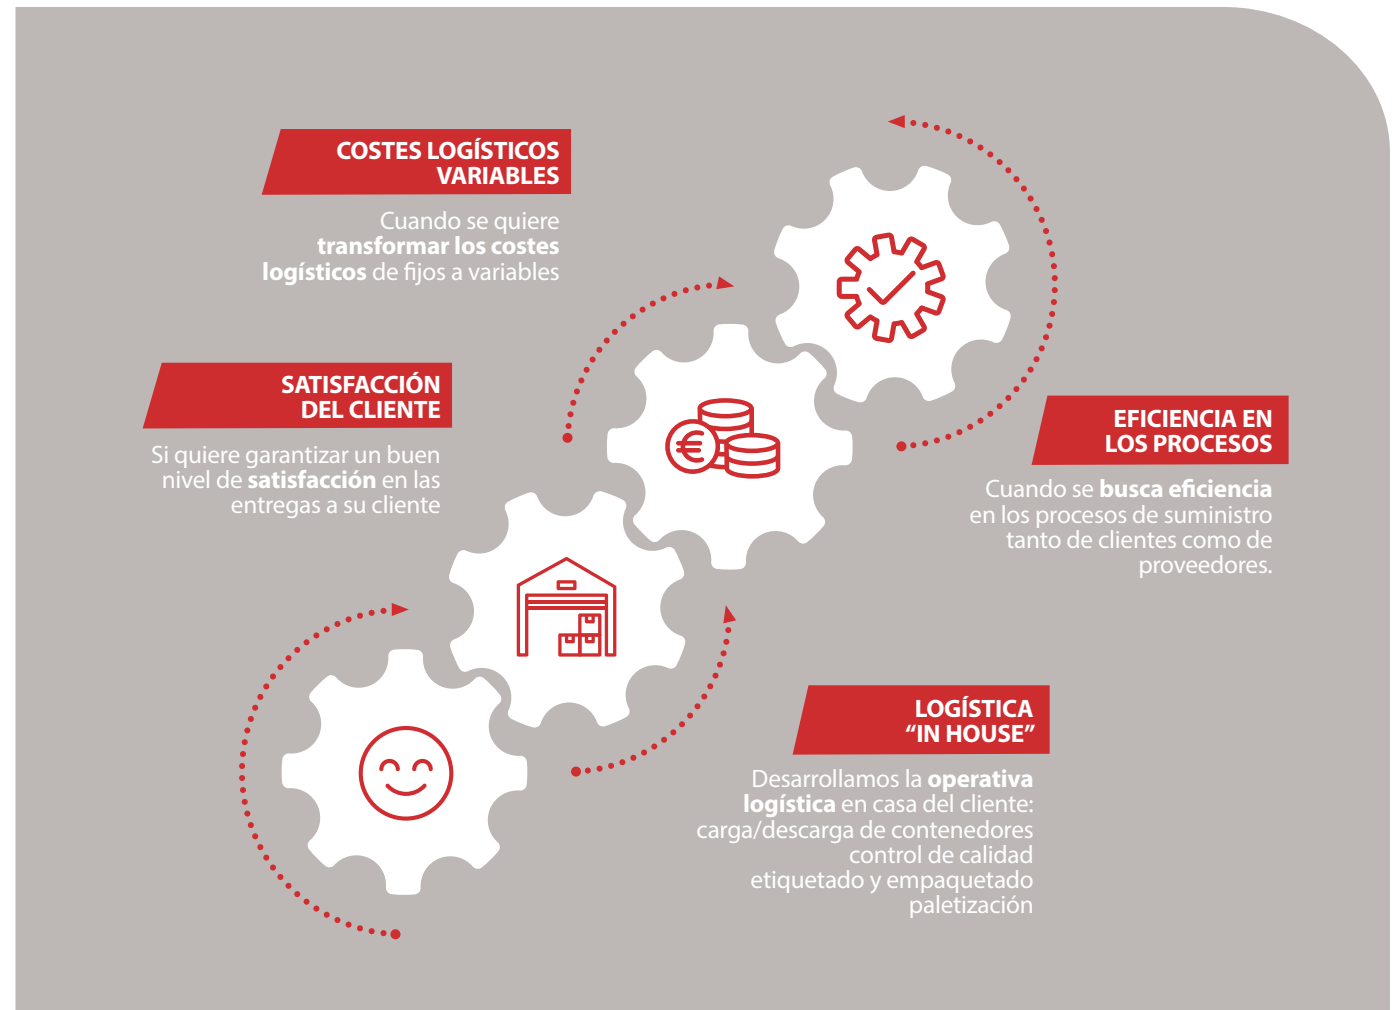 COSTES LOGÍSTICOS
VARIABLES
Cuando se quiere
transformar los costes
logísticos de fijos a variables
SATISFACCIÓN
DEL CLIENTE
Si quiere garantizar un buen
nivel de satisfacción en las
entregas a su cliente
EFICIENCIA EN
LOS PROCESOS
Cuando se busca eficiencia
en los procesos de suministro
tanto de clientes como de
proveedores.
LOGÍSTICA
“IN HOUSE”
Desarrollamos la operativa
logística en casa del cliente:
carga/descarga de contenedores
control de calidad
etiquetado y empaquetado
paletización